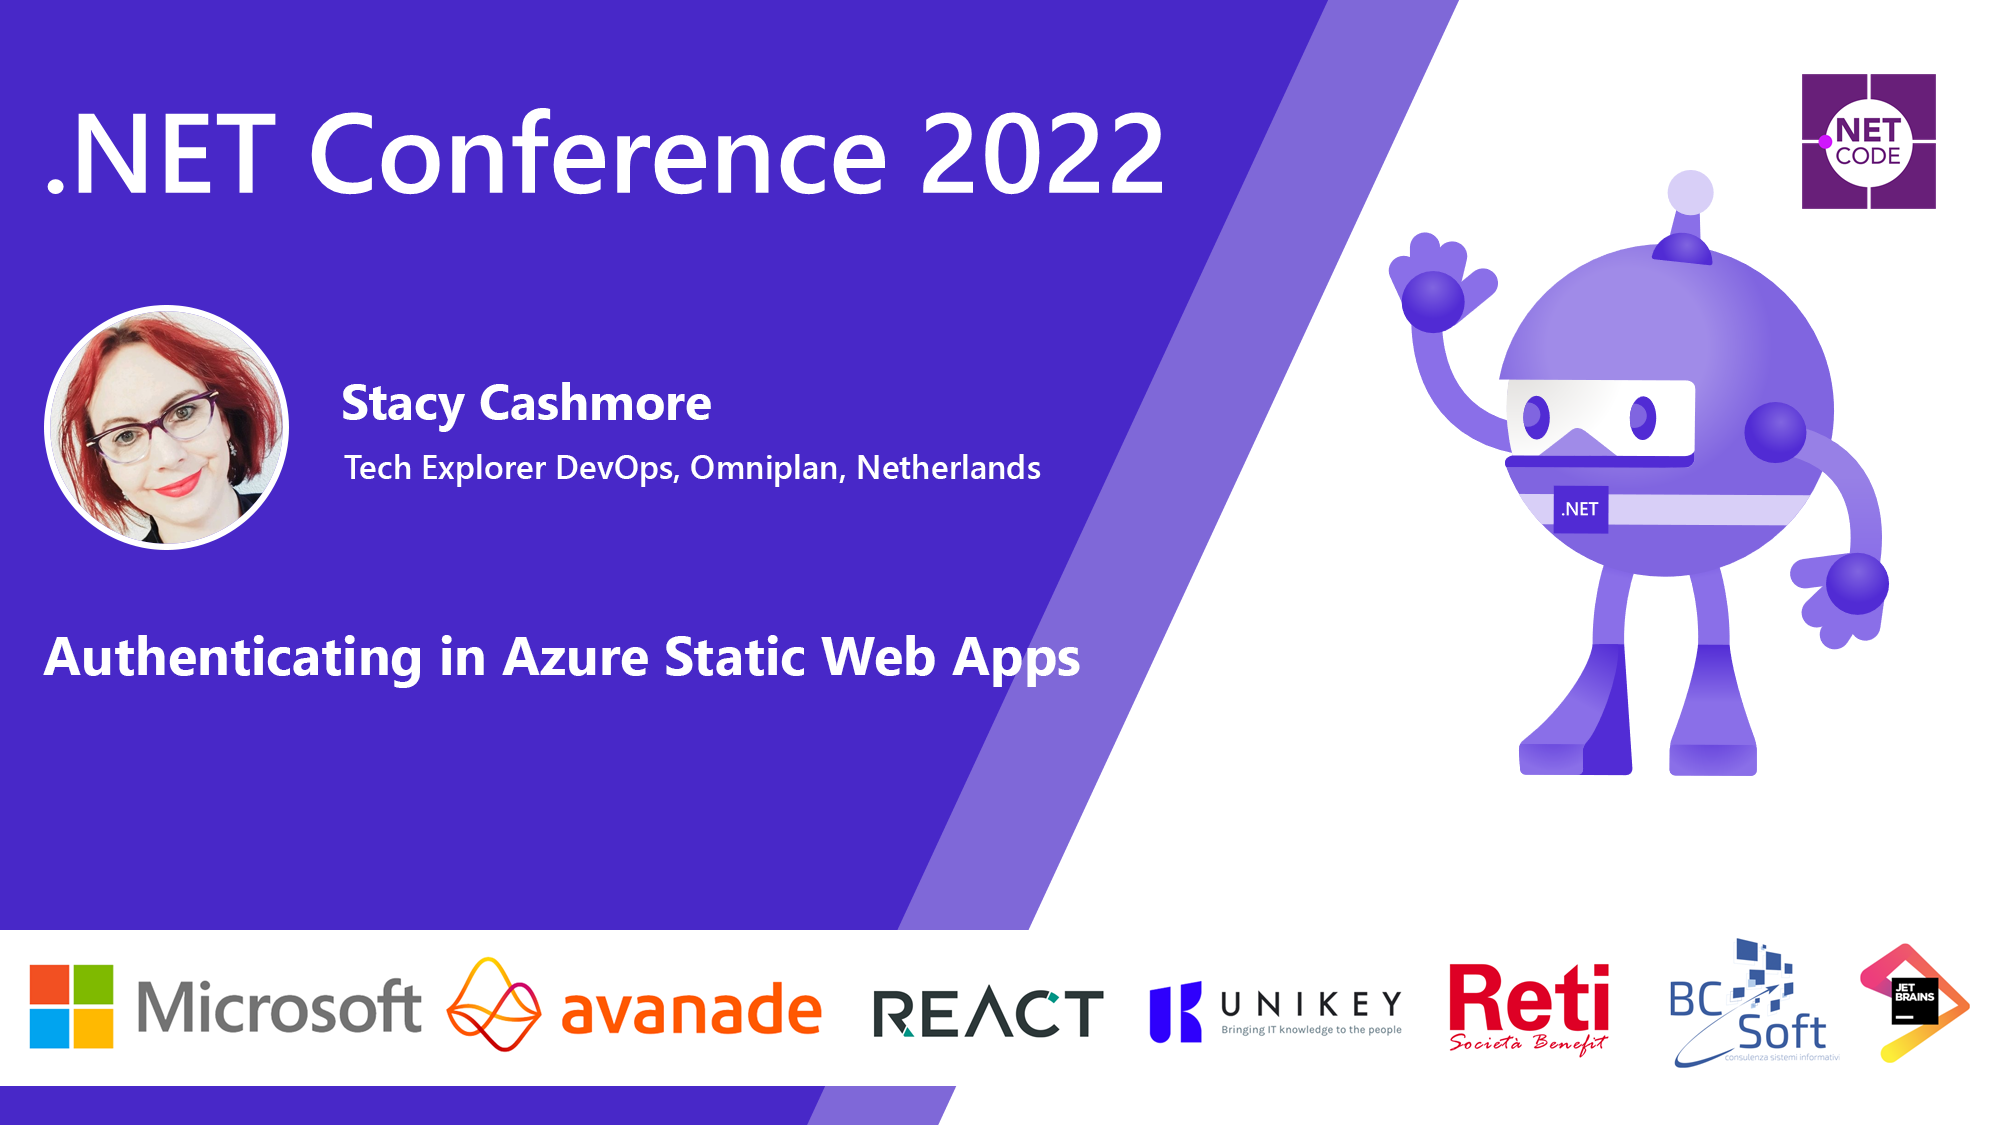 .NET Conference 2022
NET
CODE
Stacy Cashmore
Tech Explorer DevOps, Omniplan, Netherlands
.NET
Authenticating in Azure Static Web Apps
Microsoft
avanade
REACT
UNIKEY
Bringing IT knowledge to the people
Reti
Società Benefit
BC
Soft
consulenza sistemi informativi
JET
BRAINS